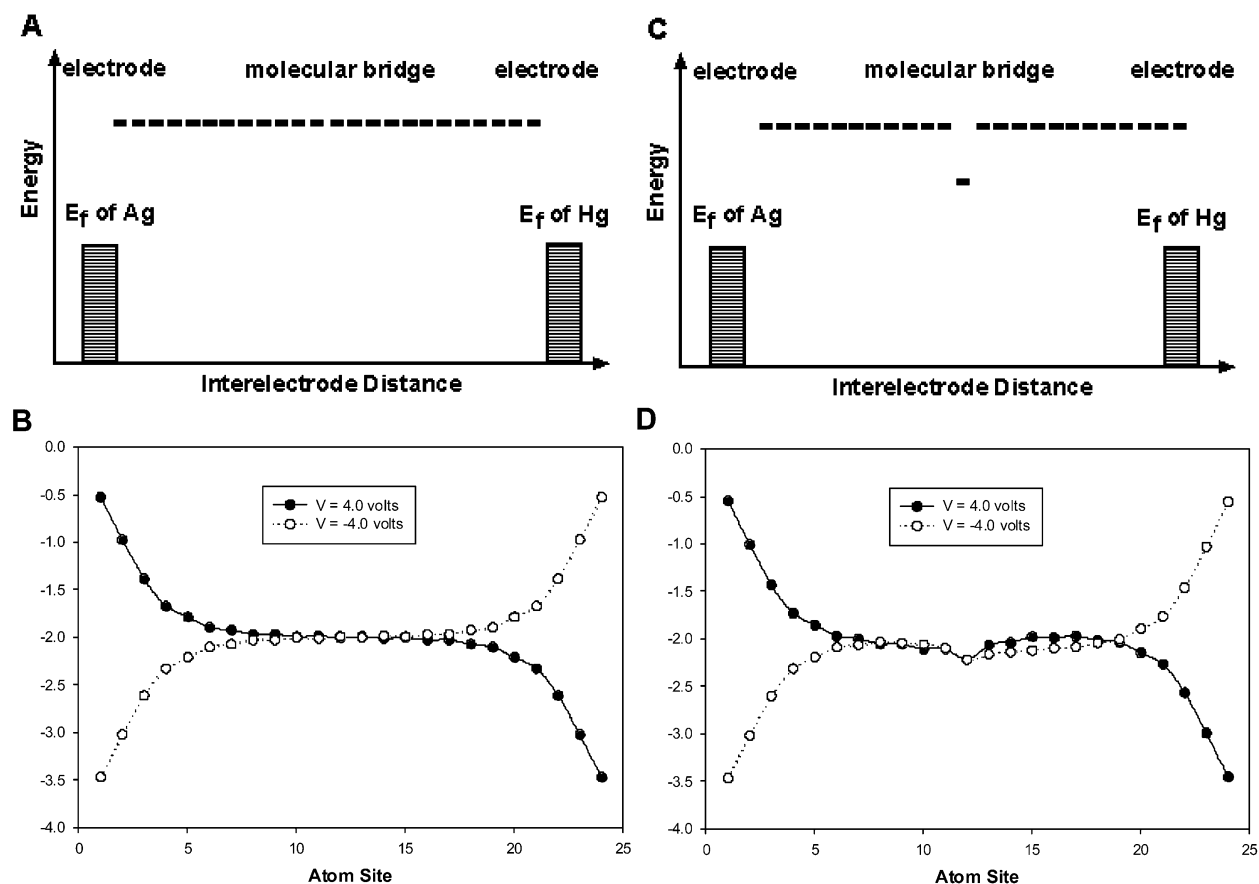 A
electrode molecular bridge electrode
Energy
Ef of Ag
Ef of Hg
Interelectrode Distance
C
electrode molecular bridge electrode
Energy
Ef of Ag
Ef of Hg
Interelectrode Distance
B
0.0
-0.5
-1.0
-1.5
-2.0
-2.5
-3.0
-3.5
-4.0
V = 4.0 volts
V = -4.0 volts
0 5 10 15 20 25
Atom Site
D
0.0
-0.5
-1.0
-1.5
-2.0
-2.5
-3.0
-3.5
-4.0
V = 4.0 volts
V = -4.0 volts
0 5 10 15 20 25
Atom Site